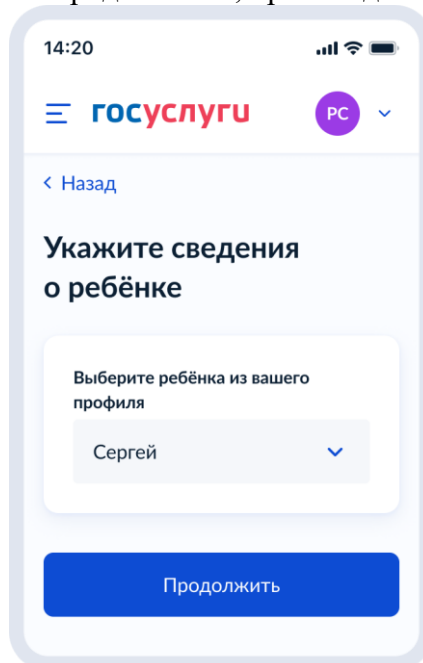 14:20
госуслуги
РС
Назад
Укажите сведения
о ребёнке
Выберите ребёнка из вашего
профиля
Сергей
Продолжить